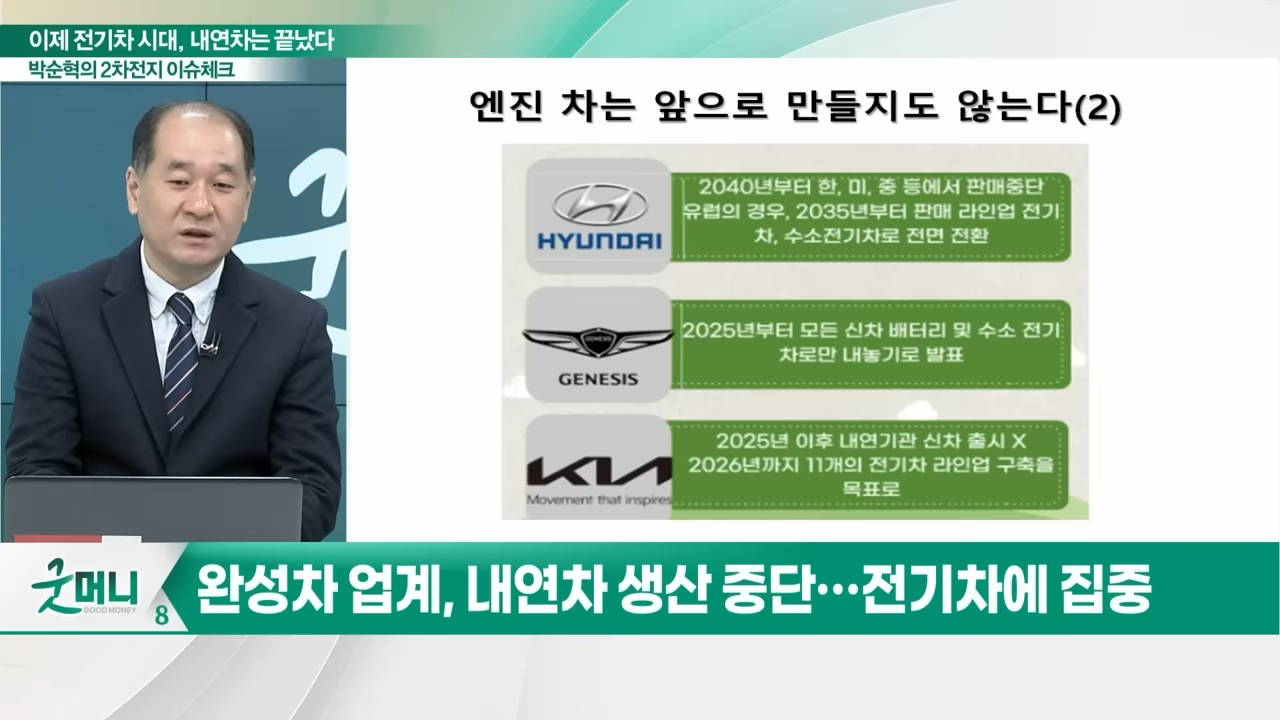 이제 전기차 시대, 내연차는 끝났다
박순혁의 2차전지 이슈체크
엔진 차는 앞으로 만들지도 않는다(2)
HYUNDAI
2040년부터 한, 미, 중 등에서 판매중단
유럽의 경우, 2035년부터 판매 라인업 전기
차, 수소전기차로 전면 전환
GENESIS
GENESIS
2025년부터 모든 신차 배터리 및 수소 전기
차로만 내놓기로 발표
KIA
Movement that inspires
2025년 이후 내연기관 신차 출시 X
2026년까지 11개의 전기차 라인업 구축을
목표로
굿머니
GOOD MONEY
8
완성차 업계, 내연차 생산 중단…전기차에 집중